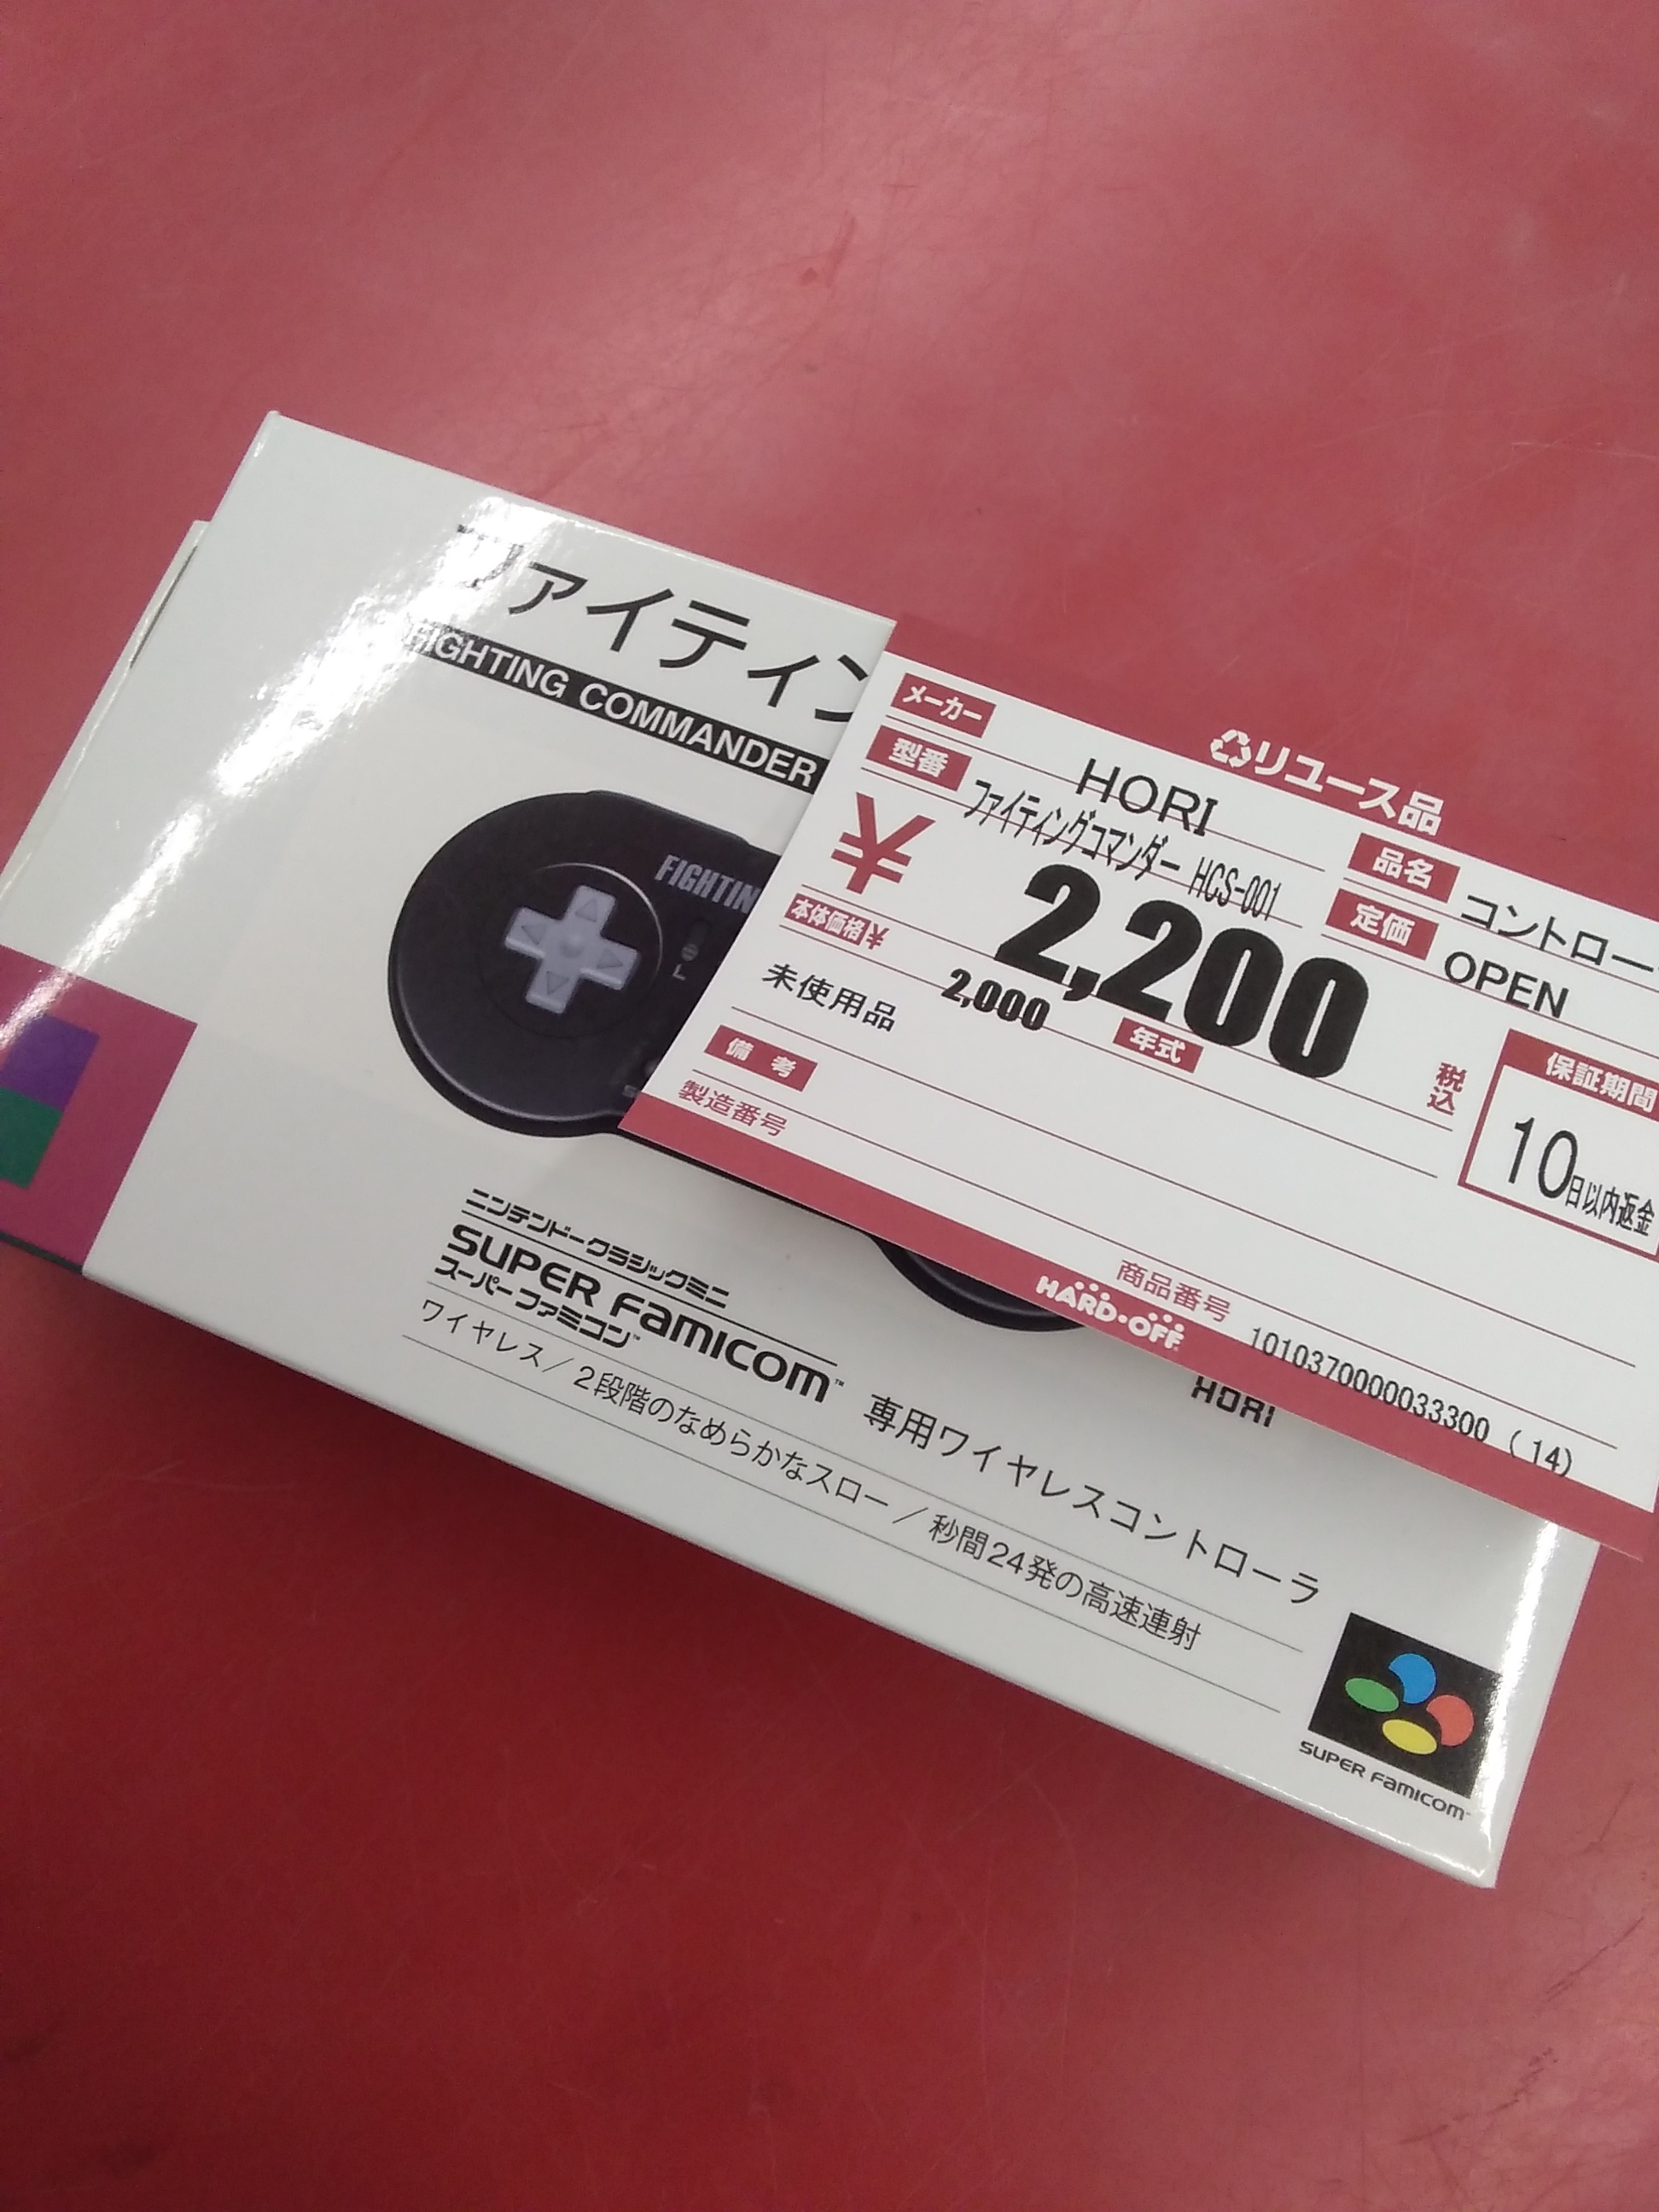 ファイティン
FIGHTING COMMANDER
FIGHTIN
L
リユース品
メーカー
HORI
型番
ファイティングコマンダー HCS-001
品名
コントロー
定価
OPEN
¥
2,200
税込
本体価格¥
2,000
年式
未使用品
保証期間
10日以内返金
備考
製造番号
商品番号
1010370000033300 (14)
HARD・OFF
HORI
ニンテンドークラシックミニ
SUPER FAMICOM™
スーパーファミコン™
専用ワイヤレスコントローラ
ワイヤレス/2段階のなめらかなスロー/秒間24発の高速連射
SUPER FAMICOM™